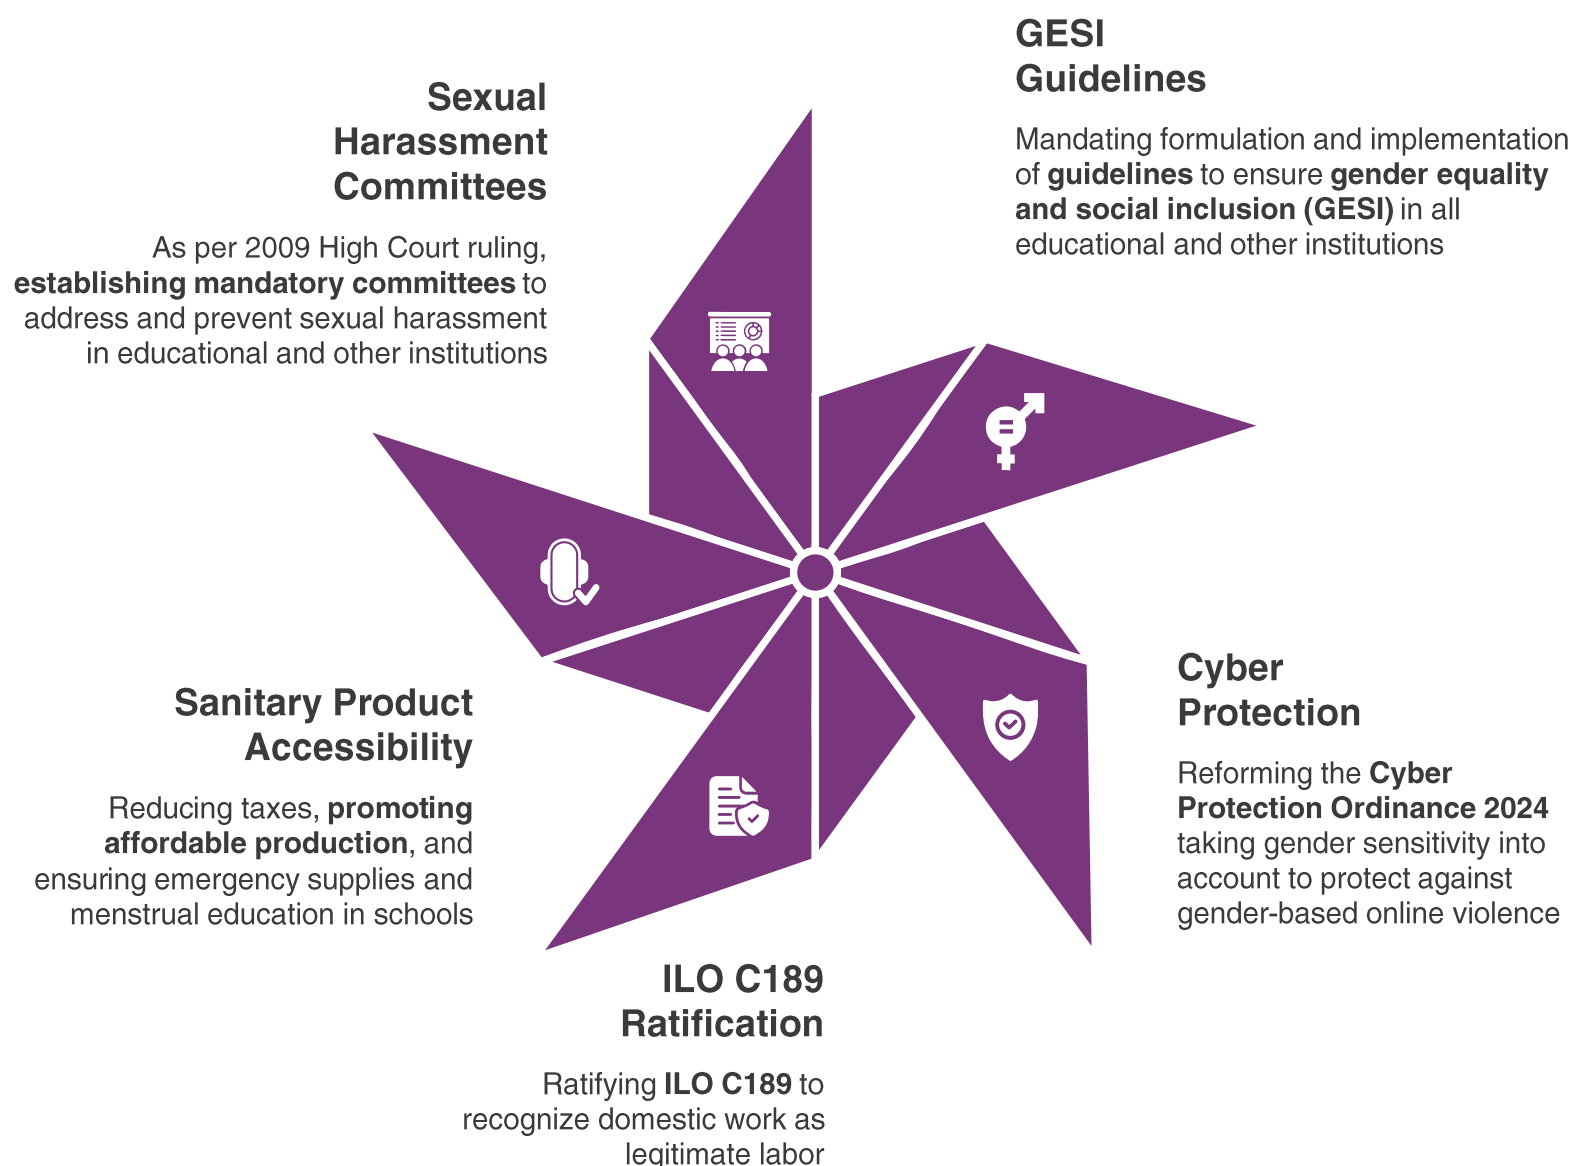 GESI
Guidelines
Mandating formulation and implementation
of guidelines to ensure gender equality
and social inclusion (GESI) in all
educational and other institutions
Sexual
Harassment
Committees
As per 2009 High Court ruling,
establishing mandatory committees to
address and prevent sexual harassment
in educational and other institutions
Cyber
Protection
Reforming the Cyber
Protection Ordinance 2024
taking gender sensitivity into
account to protect against
gender-based online violence
Sanitary Product
Accessibility
Reducing taxes, promoting
affordable production, and
ensuring emergency supplies and
menstrual education in schools
ILO C189
Ratification
Ratifying ILO C189 to
recognize domestic work as
legitimate labor